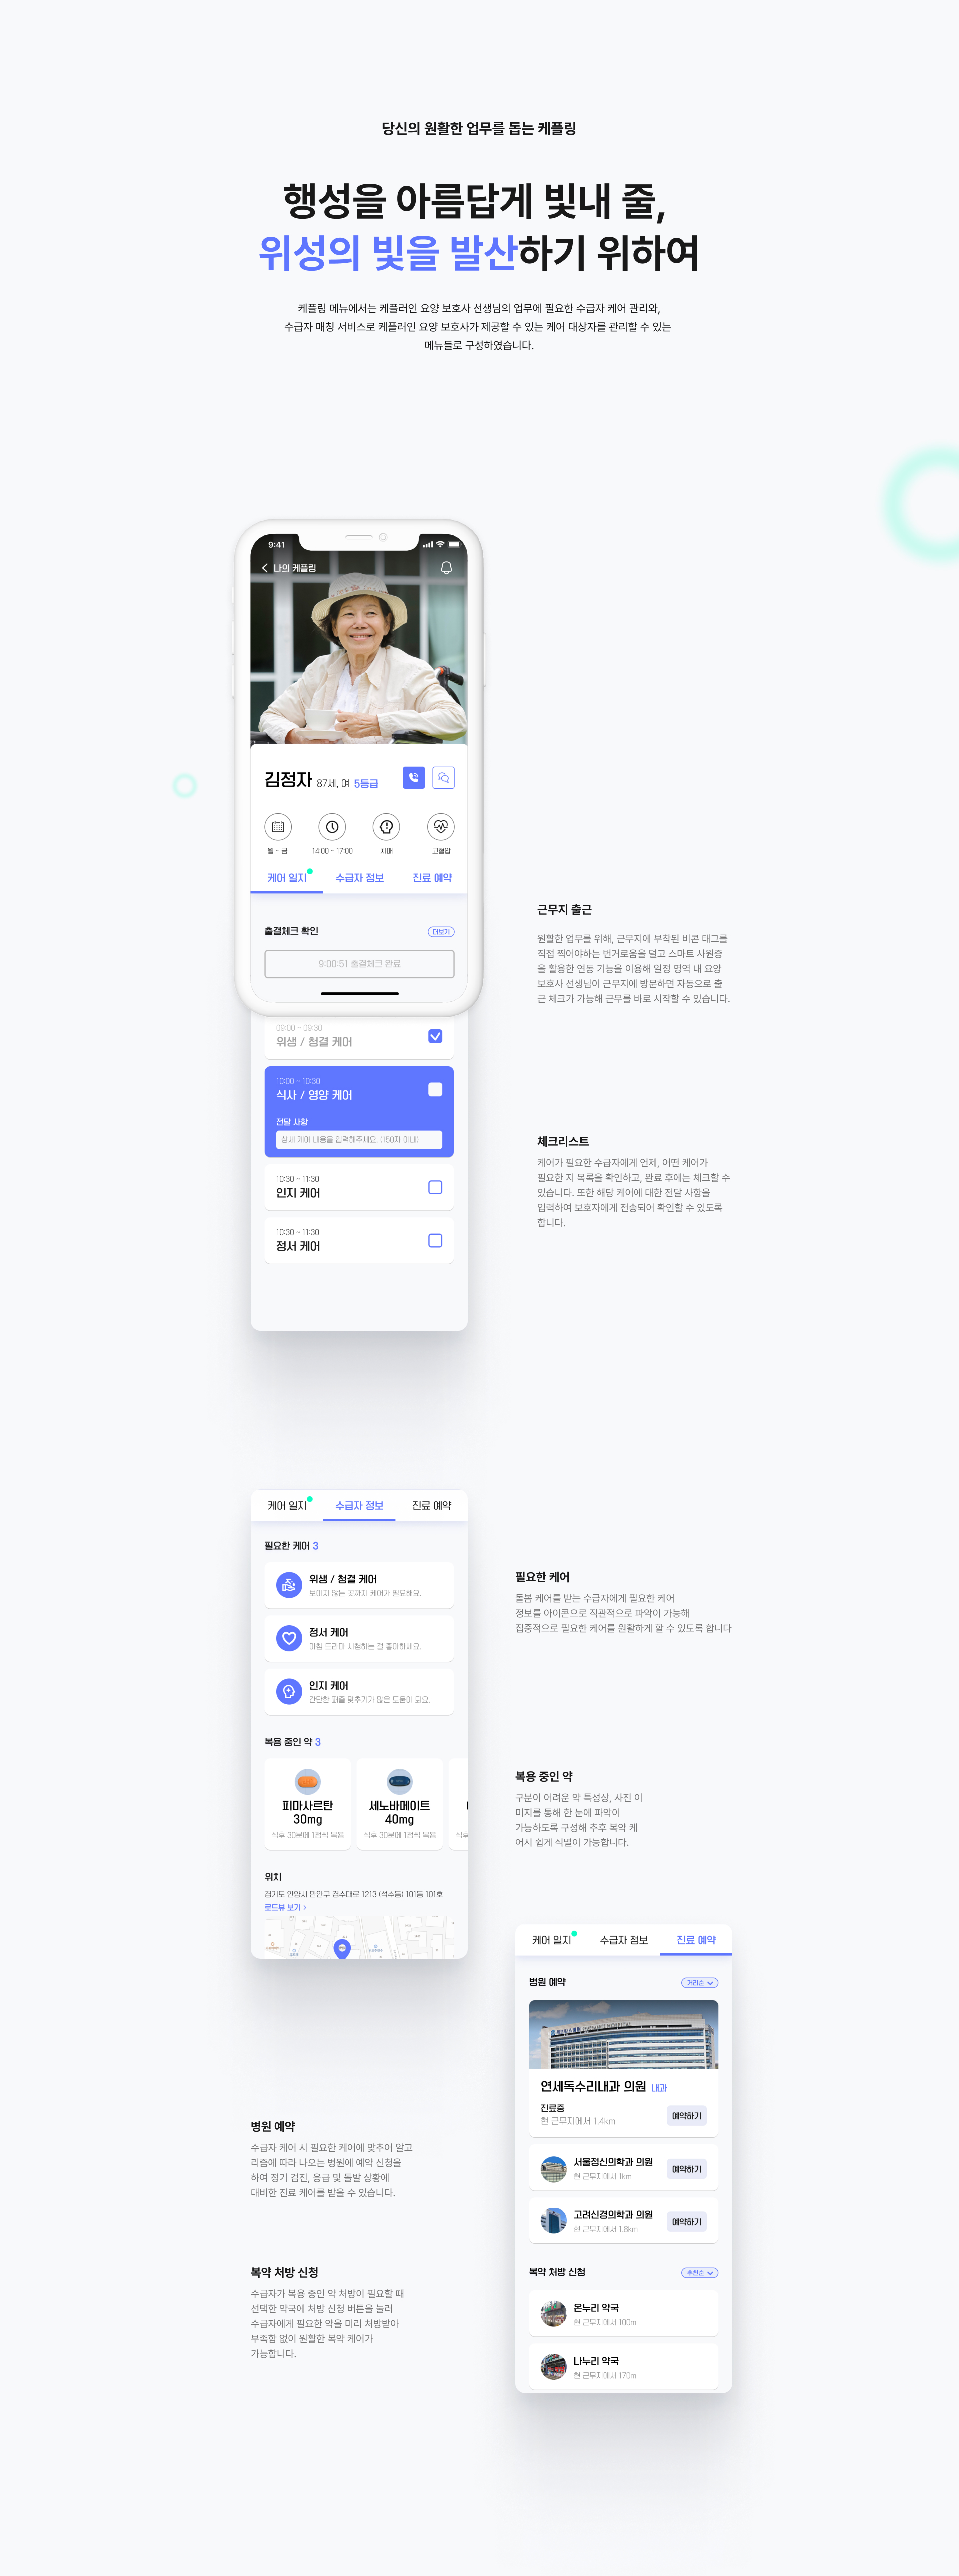 당신의 원활한 업무를 돕는 케플링
행성을 아름답게 빛내 줄,
위성의 빛을 발산하기 위하여
케플링 메뉴에서는 케플러인 요양 보호사 선생님의 업무에 필요한 수급자 케어 관리와,
수급자 매칭 서비스로 케플러인 요양 보호사가 제공할 수 있는 케어 대상자를 관리할 수 있는
메뉴들로 구성하였습니다.
9:41
나의 케플링
김정자 87세, 여 5등급
월 - 금
14:00 - 17:00
치매
고혈압
케어 일지
수급자 정보
진료 예약
출결체크 확인
더보기
9:00:51 출결체크 완료
09:00 - 09:30
위생 / 청결 케어
10:00 - 10:30
식사 / 영양 케어
전달 사항
상세 케어 내용을 입력해주세요. (150자 이내)
10:30 - 11:30
인지 케어
10:30 - 11:30
정서 케어
근무지 출근
원활한 업무를 위해, 근무지에 부착된 비콘 태그를
직접 찍어야하는 번거로움을 덜고 스마트 사원증
을 활용한 연동 기능을 이용해 일정 영역 내 요양
보호사 선생님이 근무지에 방문하면 자동으로 출
근 체크가 가능해 근무를 바로 시작할 수 있습니다.
체크리스트
케어가 필요한 수급자에게 언제, 어떤 케어가
필요한 지 목록을 확인하고, 완료 후에는 체크할 수
있습니다. 또한 해당 케어에 대한 전달 사항을
입력하여 보호자에게 전송되어 확인할 수 있도록
합니다.
케어 일지
수급자 정보
진료 예약
필요한 케어 3
위생 / 청결 케어
보이지 않는 곳까지 케어가 필요해요.
정서 케어
아침 드라마 시청하는 걸 좋아하세요.
인지 케어
간단한 퍼즐 맞추기가 많은 도움이 되요.
복용 중인 약 3
피마사르탄
30mg
식후 30분에 1정씩 복용
세노바메이트
40mg
식후 30분에 1정씩 복용
식후
위치
경기도 안양시 만안구 경수대로 1213 (석수동) 101동 101호
로드뷰 보기 >
필요한 케어
돌봄 케어를 받는 수급자에게 필요한 케어
정보를 아이콘으로 직관적으로 파악이 가능해
집중적으로 필요한 케어를 원활하게 할 수 있도록 합니다
복용 중인 약
구분이 어려운 약 특성상, 사진 이
미지를 통해 한 눈에 파악이
가능하도록 구성해 추후 복약 케
어시 쉽게 식별이 가능합니다.
케어 일지
수급자 정보
진료 예약
병원 예약
거리순
연세독수리내과 의원 내과
진료중
현 근무지에서 1.4km
예약하기
서울정신의학과 의원
현 근무지에서 1km
예약하기
고려신경의학과 의원
현 근무지에서 1.8km
예약하기
복약 처방 신청
추천순
온누리 약국
현 근무지에서 100m
나누리 약국
현 근무지에서 170m
병원 예약
수급자 케어 시 필요한 케어에 맞추어 알고
리즘에 따라 나오는 병원에 예약 신청을
하여 정기 검진, 응급 및 돌발 상황에
대비한 진료 케어를 받을 수 있습니다.
복약 처방 신청
수급자가 복용 중인 약 처방이 필요할 때
선택한 약국에 처방 신청 버튼을 눌러
수급자에게 필요한 약을 미리 처방받아
부족함 없이 원활한 복약 케어가
가능합니다.